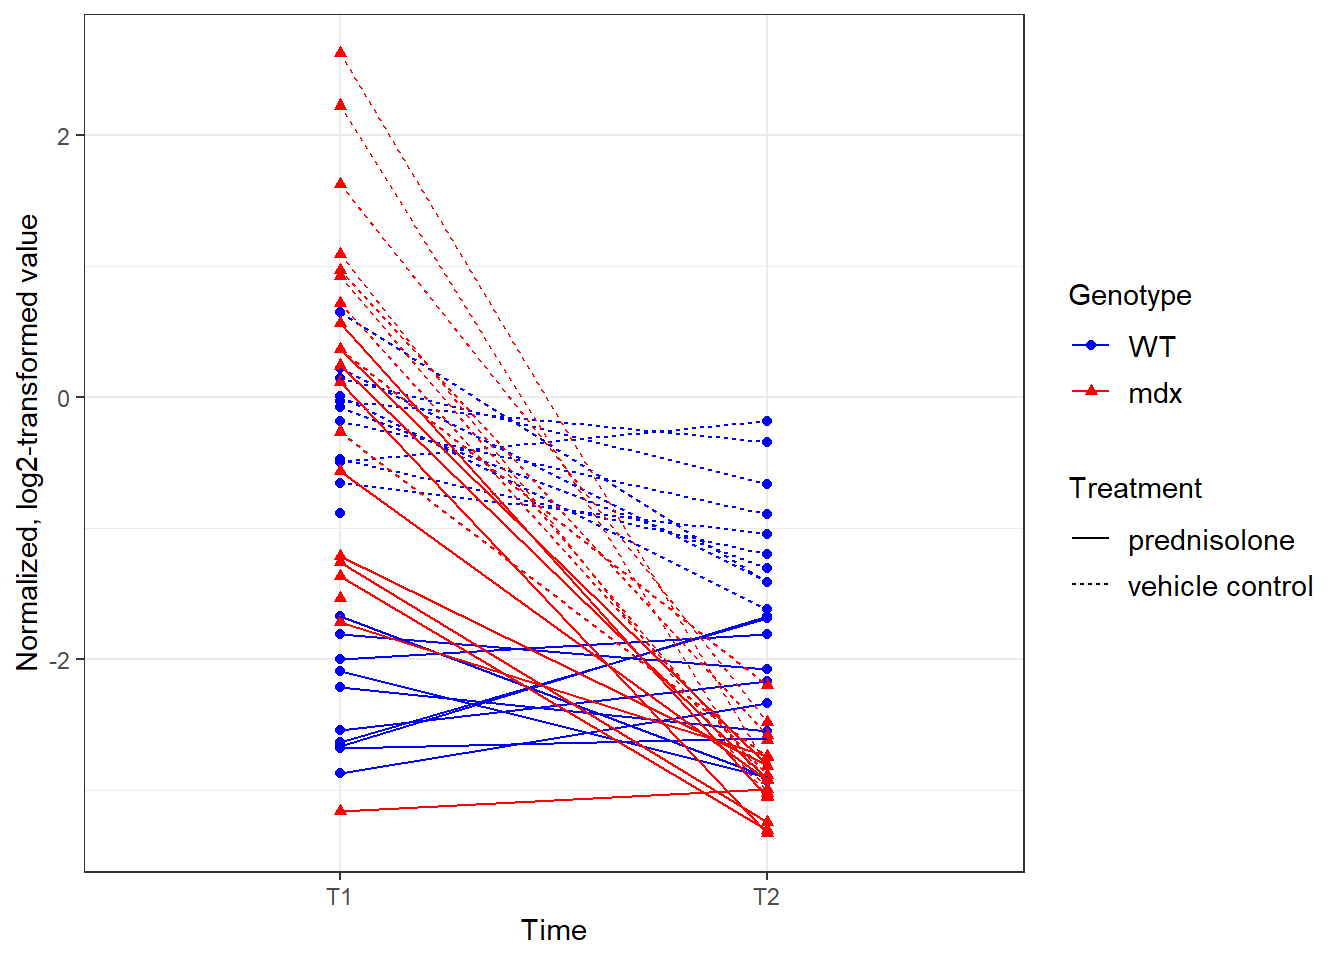 Normalized, log2-transformed value
2
0
-2
T1
T2
Time
Genotype
WT
mdx
Treatment
prednisolone
vehicle control